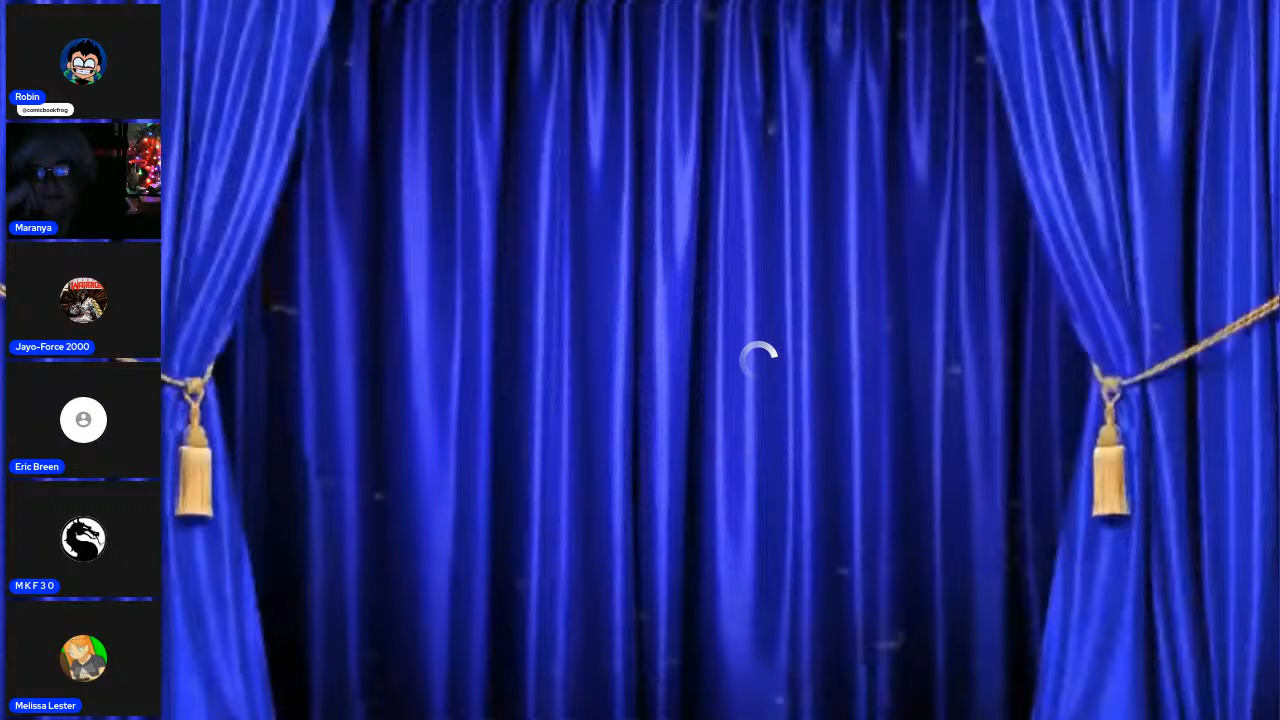 Robin
@comicbookfrog
Maranya
Jayo-Force 2000
Eric Breen
M K F 3 0
Melissa Lester